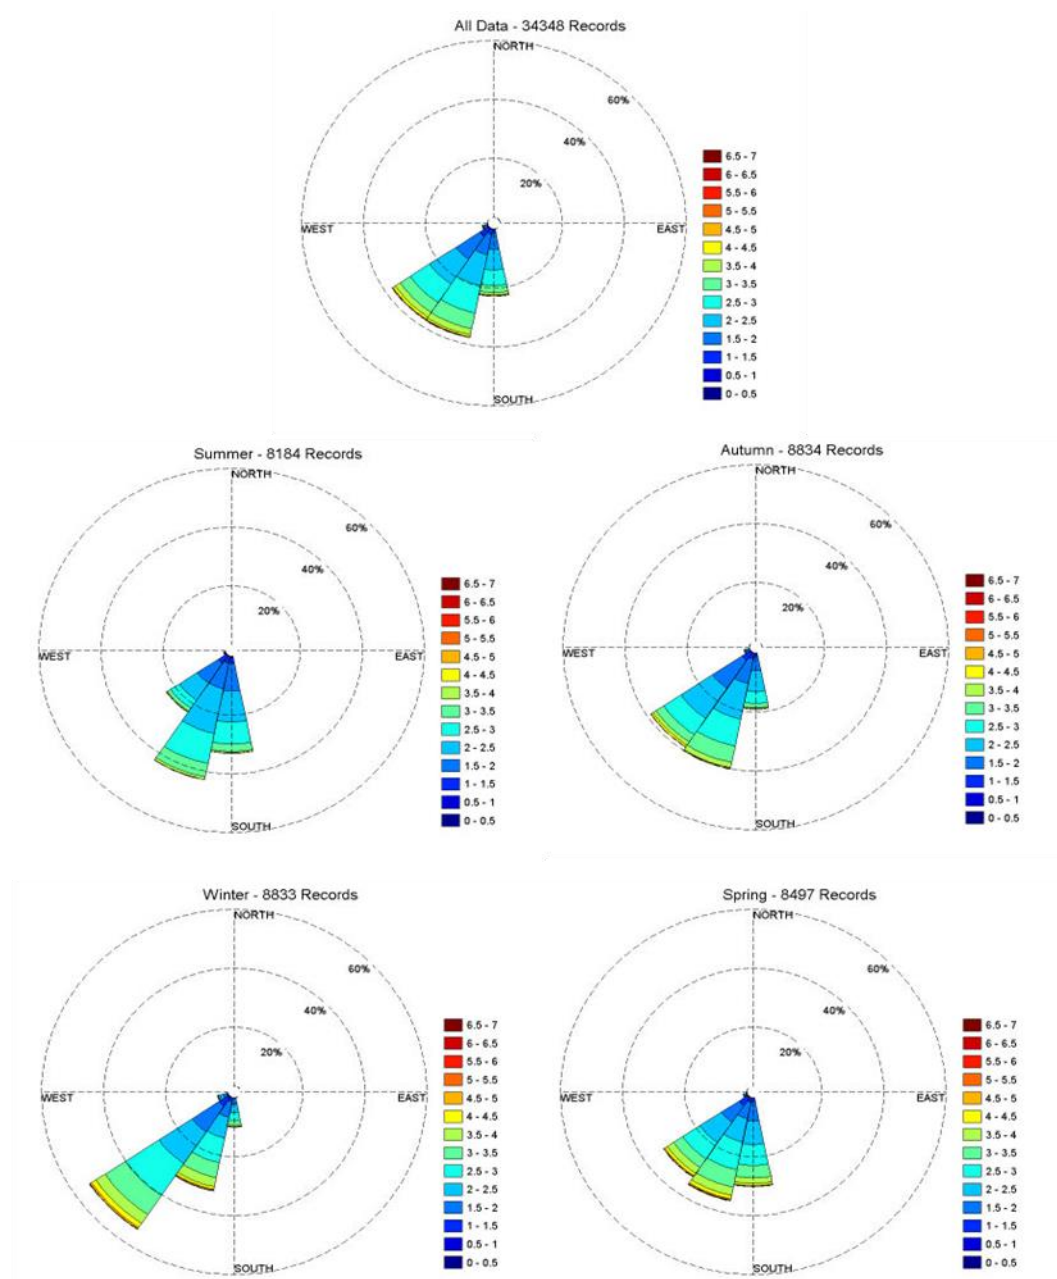 All Data - 34348 Records
NORTH
60%
40%
20%
WEST
EAST
SOUTH
6.5 - 7
6 - 6.5
5.5 - 6
5 - 5.5
4.5 - 5
4 - 4.5
3.5 - 4
3 - 3.5
2.5 - 3
2 - 2.5
1.5 - 2
1 - 1.5
0.5 - 1
0 - 0.5
Summer - 8184 Records
NORTH
60%
40%
20%
WEST
EAST
SOUTH
6.5 - 7
6 - 6.5
5.5 - 6
5 - 5.5
4.5 - 5
4 - 4.5
3.5 - 4
3 - 3.5
2.5 - 3
2 - 2.5
1.5 - 2
1 - 1.5
0.5 - 1
0 - 0.5
Autumn - 8834 Records
NORTH
60%
40%
20%
WEST
EAST
SOUTH
6.5 - 7
6 - 6.5
5.5 - 6
5 - 5.5
4.5 - 5
4 - 4.5
3.5 - 4
3 - 3.5
2.5 - 3
2 - 2.5
1.5 - 2
1 - 1.5
0.5 - 1
0 - 0.5
Winter - 8833 Records
NORTH
60%
40%
20%
WEST
EAST
SOUTH
6.5 - 7
6 - 6.5
5.5 - 6
5 - 5.5
4.5 - 5
4 - 4.5
3.5 - 4
3 - 3.5
2.5 - 3
2 - 2.5
1.5 - 2
1 - 1.5
0.5 - 1
0 - 0.5
Spring - 8497 Records
NORTH
60%
40%
20%
WEST
EAST
SOUTH
6.5 - 7
6 - 6.5
5.5 - 6
5 - 5.5
4.5 - 5
4 - 4.5
3.5 - 4
3 - 3.5
2.5 - 3
2 - 2.5
1.5 - 2
1 - 1.5
0.5 - 1
0 - 0.5